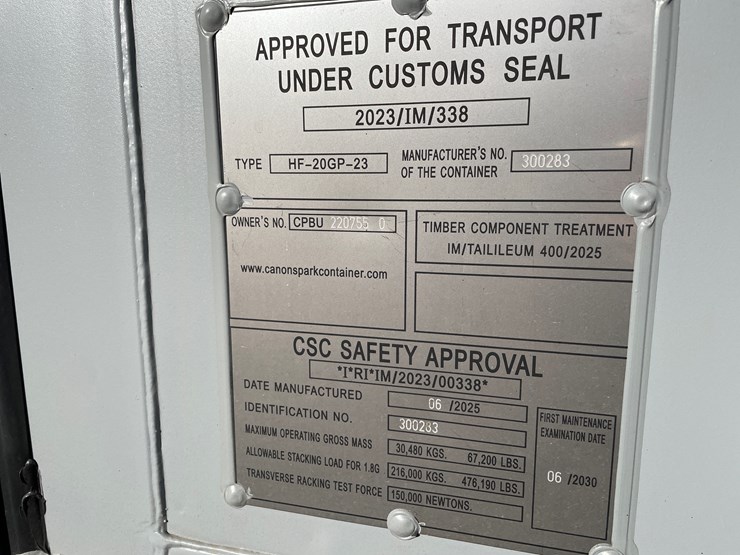 APPROVED FOR TRANSPORT
UNDER CUSTOMS SEAL
2023/IM/338
TYPE HF-20GP-23 MANUFACTURER'S NO. OF THE CONTAINER 300283
OWNER'S NO. CPBU 220755 0
www.canonsparkcontainer.com
TIMBER COMPONENT TREATMENT
IM/TAILILEUM 400/2025
CSC SAFETY APPROVAL
*I*RI*IM/2023/00338*
DATE MANUFACTURED 06 /2025
IDENTIFICATION NO. 300283
MAXIMUM OPERATING GROSS MASS 30,480 KGS. 67,200 LBS.
ALLOWABLE STACKING LOAD FOR 1.8G 216,000 KGS. 476,190 LBS.
TRANSVERSE RACKING TEST FORCE 150,000 NEWTONS.
FIRST MAINTENANCE
EXAMINATION DATE
06 /2030